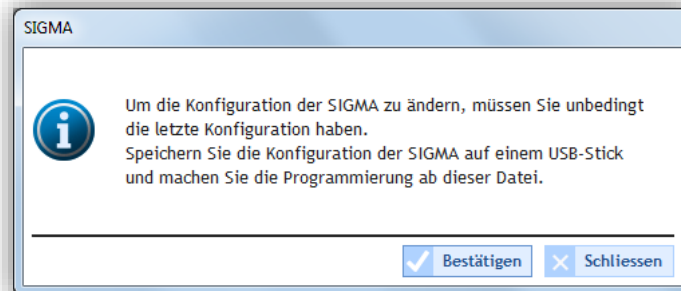 SIGMA
Um die Konfiguration der SIGMA zu ändern, müssen Sie unbedingt
die letzte Konfiguration haben.
Speichern Sie die Konfiguration der SIGMA auf einem USB-Stick
und machen Sie die Programmierung ab dieser Datei.
Bestätigen Schliessen